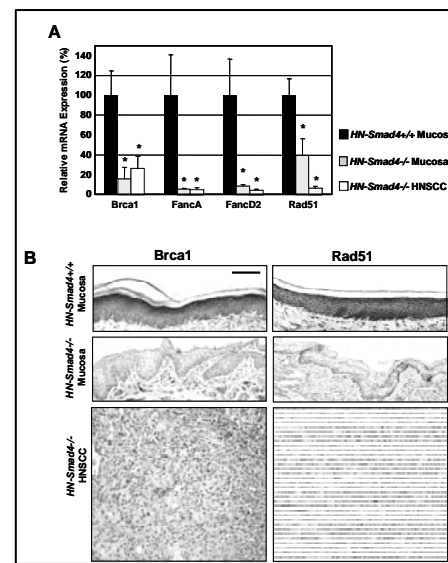 A
Relative mRNA Expression (%)
140
120
100
80
60
40
20
0
* * * * * * * *
Brca1 FancA FancD2 Rad51
HN-Smad4+/+ Mucos
HN-Smad4-/- Mucosa
HN-Smad4-/- HNSCC
B
Brca1 Rad51
HN-Smad4+/+
Mucosa
HN-Smad4-/-
Mucosa
HN-Smad4-/-
HNSCC